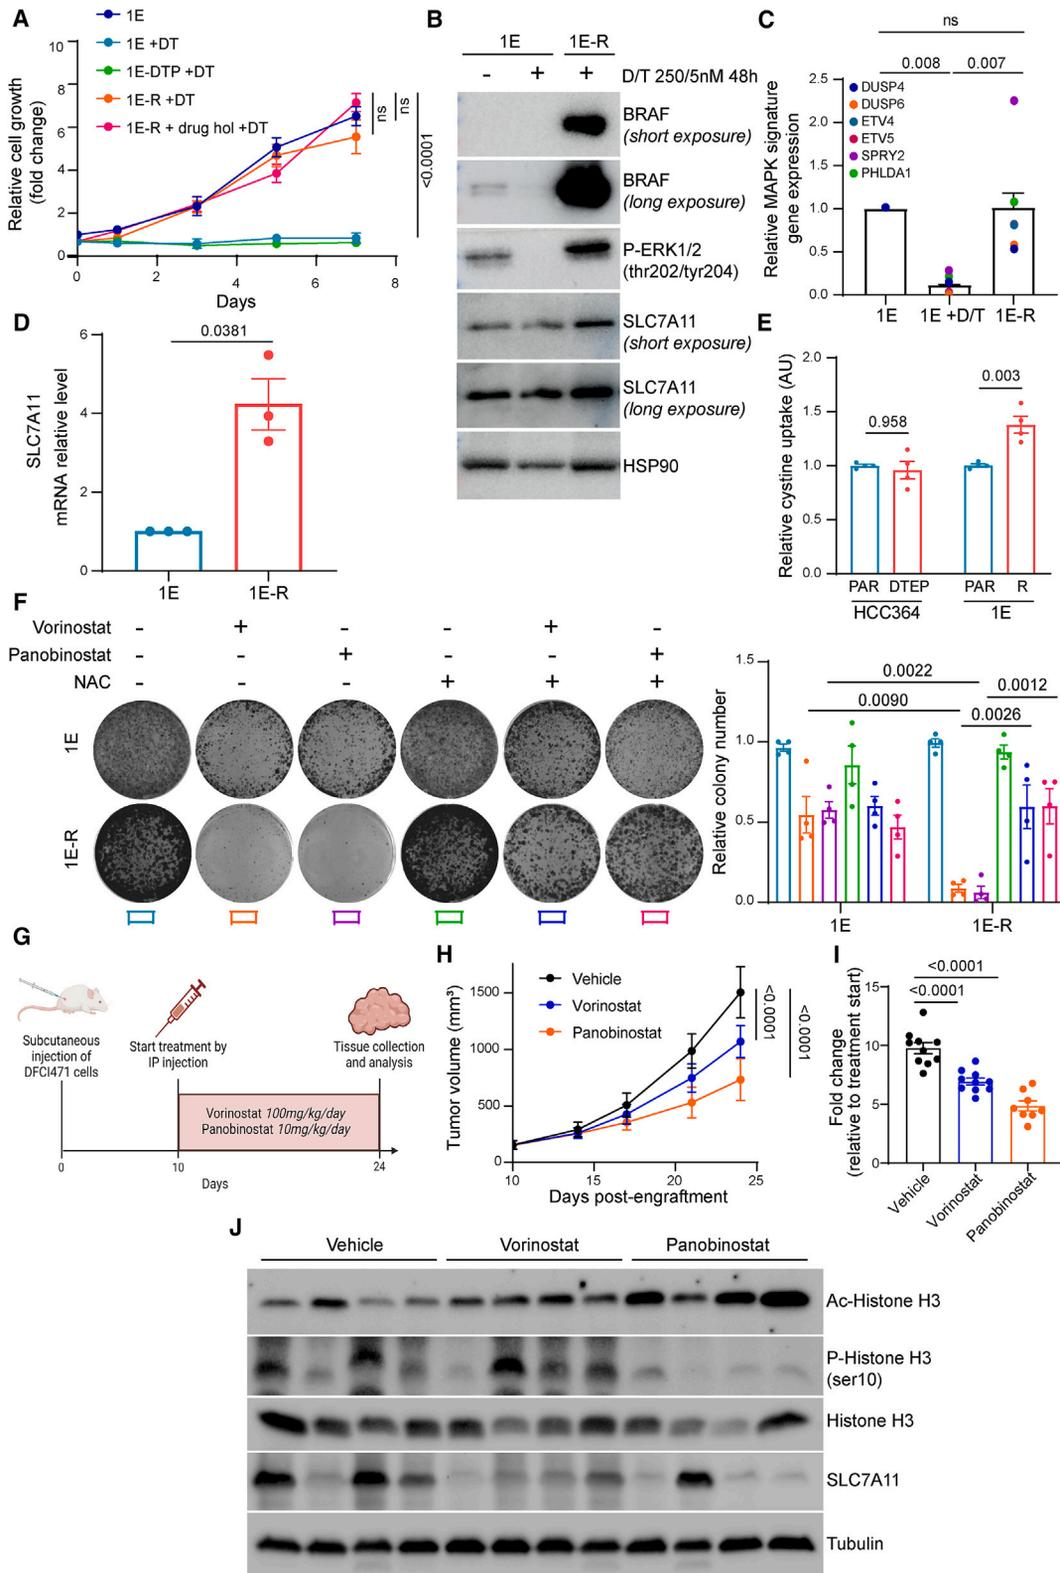 A
1E
1E +DT
1E-DTP +DT
1E-R +DT
1E-R + drug hol +DT
Relative cell growth
(fold change)
10
8
6
4
2
0
0 2 4 6 8
Days
ns
ns
<0.0001
B
1E 1E-R
- + + D/T 250/5nM 48h
BRAF
(short exposure)
BRAF
(long exposure)
P-ERK1/2
(thr202/tyr204)
SLC7A11
(short exposure)
SLC7A11
(long exposure)
HSP90
C
ns
0.008 0.007
DUSP4
DUSP6
ETV4
ETV5
SPRY2
PHLDA1
Relative MAPK signature
gene expression
2.5
2.0
1.5
1.0
0.5
0.0
1E 1E +D/T 1E-R
D
0.0381
SLC7A11
mRNA relative level
6
4
2
0
1E 1E-R
E
Relative cystine uptake (AU)
2.0
1.5
1.0
0.5
0.0
0.958
0.003
PAR DTEP PAR R
HCC364 1E
F
Vorinostat - + - - + -
Panobinostat - - + - - +
NAC - - - + + +
1E
1E-R
Relative colony number
1.5
1.0
0.5
0.0
0.0022
0.0012
0.0090
0.0026
1E 1E-R
G
Subcutaneous
injection of
DFCI471 cells
Start treatment by
IP injection
Tissue collection
and analysis
Vorinostat 100mg/kg/day
Panobinostat 10mg/kg/day
0 10 24
Days
H
Vehicle
Vorinostat
Panobinostat
Tumor volume (mm³)
1500
1000
500
0
10 15 20 25
Days post-engraftment
<0.0001
<0.0001
I
<0.0001
<0.0001
Fold change
(relative to treatment start)
15
10
5
0
Vehicle
Vorinostat
Panobinostat
J
Vehicle Vorinostat Panobinostat
Ac-Histone H3
P-Histone H3
(ser10)
Histone H3
SLC7A11
Tubulin